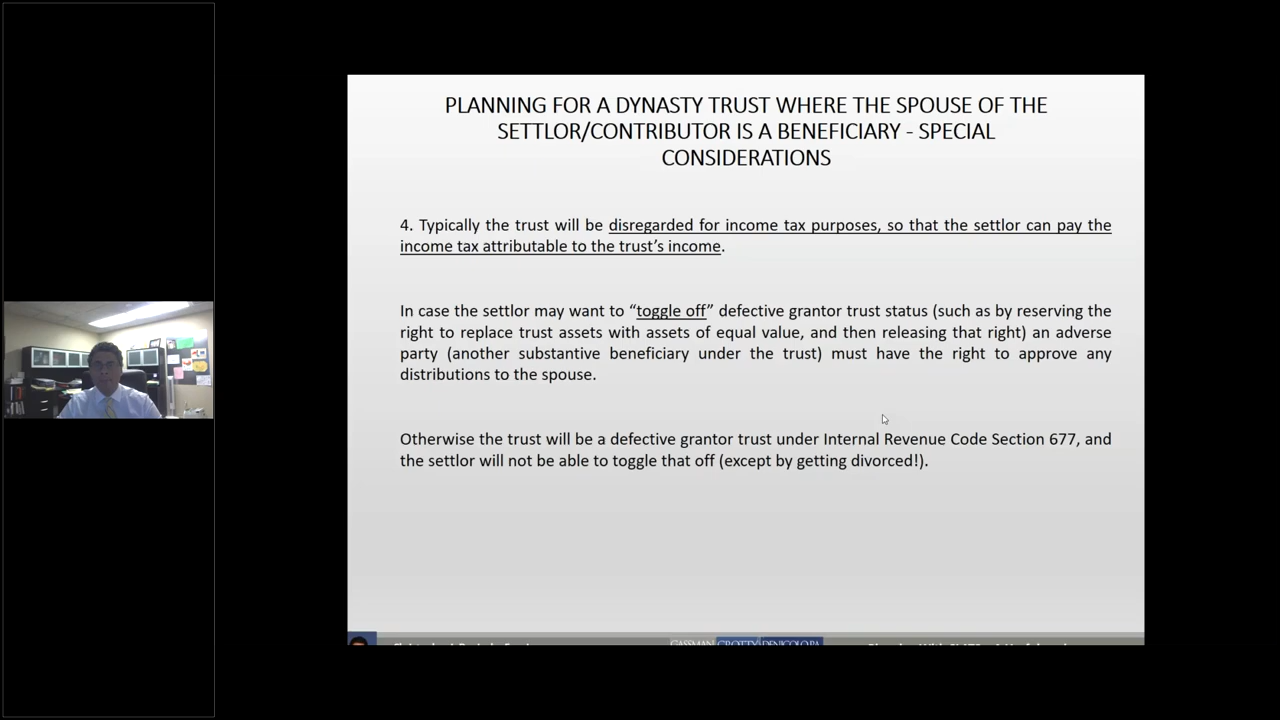 PLANNING FOR A DYNASTY TRUST WHERE THE SPOUSE OF THE
SETTLOR/CONTRIBUTOR IS A BENEFICIARY - SPECIAL
CONSIDERATIONS
4. Typically the trust will be disregarded for income tax purposes, so that the settlor can pay the
income tax attributable to the trust’s income.
In case the settlor may want to “toggle off” defective grantor trust status (such as by reserving the
right to replace trust assets with assets of equal value, and then releasing that right) an adverse
party (another substantive beneficiary under the trust) must have the right to approve any
distributions to the spouse.
Otherwise the trust will be a defective grantor trust under Internal Revenue Code Section 677, and
the settlor will not be able to toggle that off (except by getting divorced!).
GASSMAN CROTTY DENICOLO PA